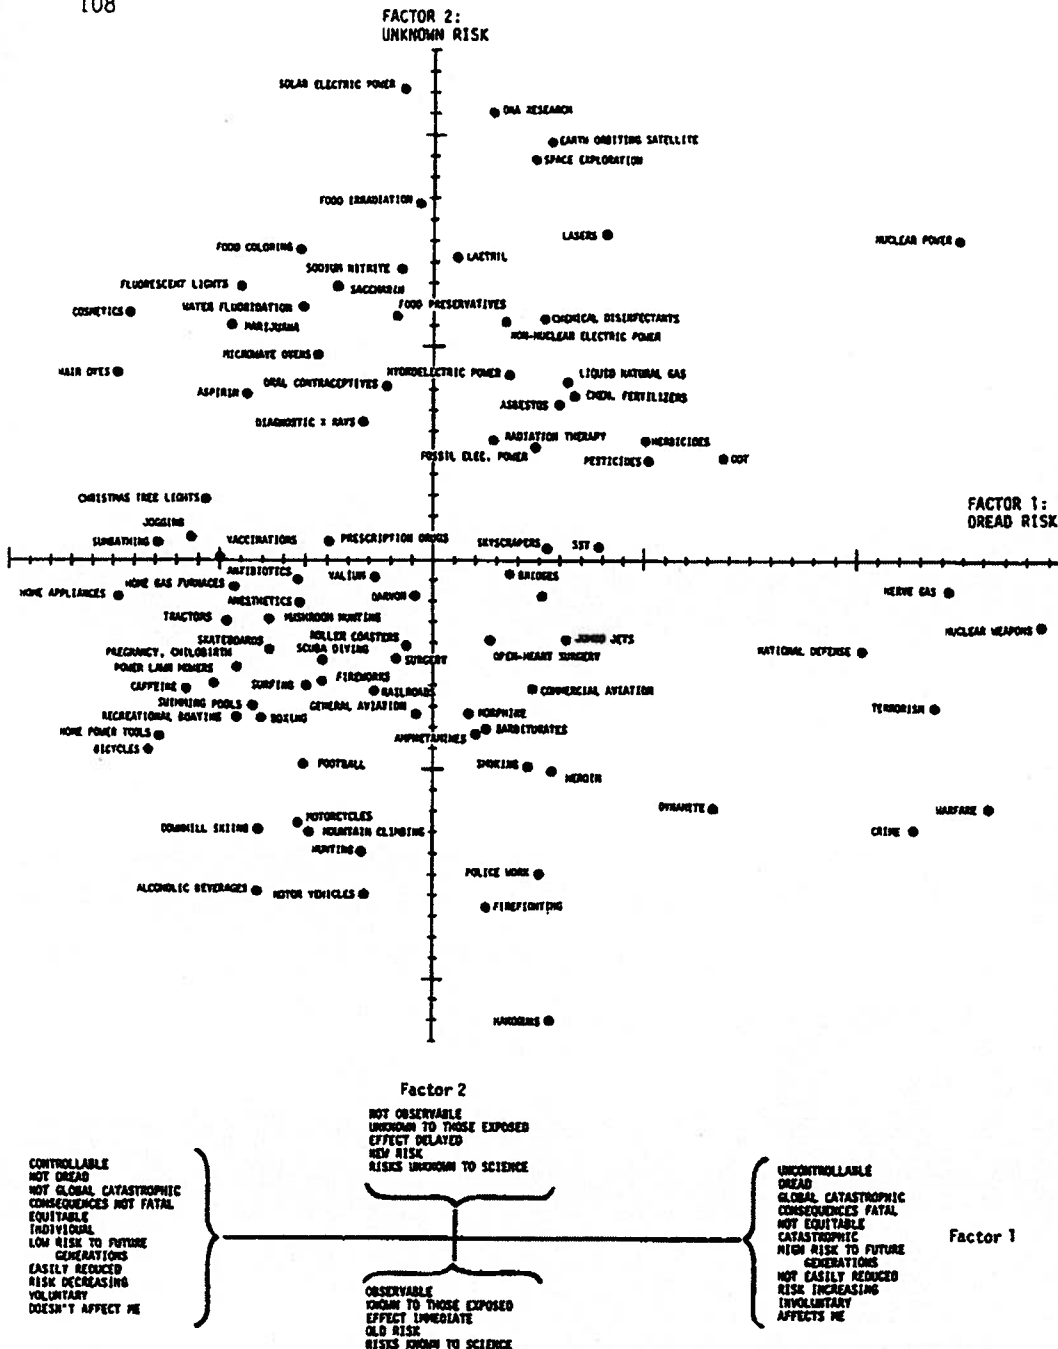 108
FACTOR 2:
UNKNOWN RISK
SOLAR ELECTRIC POWER
DNA RESEARCH
EARTH ORBITING SATELLITE
SPACE EXPLORATION
FOOD IRRADIATION
LASERS
NUCLEAR POWER
FOOD COLORING
LAETRIL
SODIUM NITRITE
FLUORESCENT LIGHTS
SACCHARIN
WATER FLUORIDATION
FOOD PRESERVATIVES
COSMETICS
CHEMICAL DISINFECTANTS
MARIJUANA
NON-NUCLEAR ELECTRIC POWER
MICROWAVE OVENS
HAIR DYES
HYDROELECTRIC POWER
LIQUID NATURAL GAS
ORAL CONTRACEPTIVES
ASPIRIN
CHEM. FERTILIZERS
ASBESTOS
DIAGNOSTIC X RAYS
RADIATION THERAPY
HERBICIDES
FOSSIL ELEC. POWER
PESTICIDES
DDT
CHRISTMAS TREE LIGHTS
FACTOR 1:
DREAD RISK
JOGGING
SUNBATHING
VACCINATIONS
PRESCRIPTION DRUGS
SKYSCRAPERS
SST
ANTIBIOTICS
VALIUM
BRIDGES
HOME GAS FURNACES
HOME APPLIANCES
ANESTHETICS
DARVON
NERVE GAS
TRACTORS
MUSHROOM HUNTING
NUCLEAR WEAPONS
SKATEBOARDS
ROLLER COASTERS
JUMBO JETS
PREGNANCY, CHILDBIRTH
SCUBA DIVING
SURGERY
OPEN-HEART SURGERY
NATIONAL DEFENSE
POWER LAWN MOWERS
FIREWORKS
CAFFEINE
SURFING
RAILROADS
COMMERCIAL AVIATION
SWIMMING POOLS
GENERAL AVIATION
TERRORISM
RECREATIONAL BOATING
BOXING
MORPHINE
HOME POWER TOOLS
BARBITURATES
AMPHETAMINES
BICYCLES
FOOTBALL
SMOKING
HEROIN
DYNAMITE
WARFARE
MOTORCYCLES
DOWNHILL SKIING
MOUNTAIN CLIMBING
CRIME
HUNTING
POLICE WORK
ALCOHOLIC BEVERAGES
MOTOR VEHICLES
FIREFIGHTING
HANDGUNS
Factor 2
NOT OBSERVABLE
UNKNOWN TO THOSE EXPOSED
EFFECT DELAYED
NEW RISK
RISKS UNKNOWN TO SCIENCE
CONTROLLABLE
NOT DREAD
NOT GLOBAL CATASTROPHIC
CONSEQUENCES NOT FATAL
EQUITABLE
INDIVIDUAL
LOW RISK TO FUTURE
GENERATIONS
EASILY REDUCED
RISK DECREASING
VOLUNTARY
DOESN'T AFFECT ME
UNCONTROLLABLE
DREAD
GLOBAL CATASTROPHIC
CONSEQUENCES FATAL
NOT EQUITABLE
CATASTROPHIC
HIGH RISK TO FUTURE
GENERATIONS
NOT EASILY REDUCED
RISK INCREASING
INVOLUNTARY
AFFECTS ME
Factor 1
OBSERVABLE
KNOWN TO THOSE EXPOSED
EFFECT IMMEDIATE
OLD RISK
RISKS KNOWN TO SCIENCE